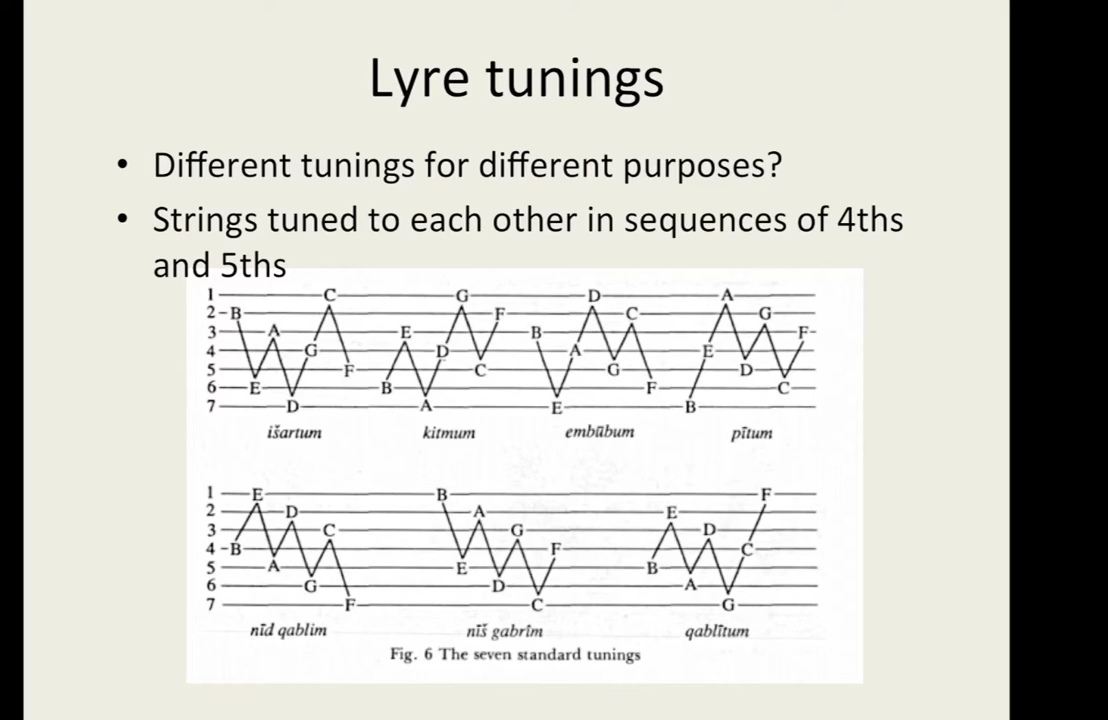 Lyre tunings
• Different tunings for different purposes?
• Strings tuned to each other in sequences of 4ths
and 5ths
1 C G D A
2 B F C G
3 A E B F
4 G D A E
5 F C G D
6 E B F C
7 D A E B
išartum kitmum embūbum pītum
1 E B F
2 D A E
3 C G D
4 B F C
5 A E B
6 G D A
7 F C G
nīd qablim nīš gabrîm qablītum
Fig. 6 The seven standard tunings